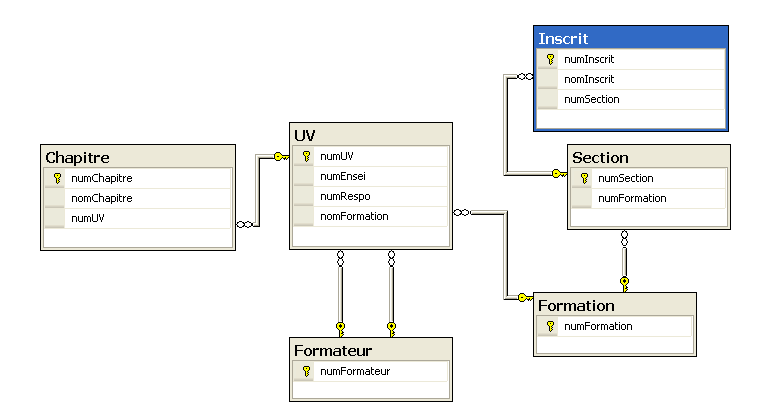 Inscrit
numInscrit
nomInscrit
numSection
UV
numUV
numEnsei
numRespo
nomFormation
Chapitre
numChapitre
nomChapitre
numUV
Section
numSection
numFormation
Formation
numFormation
Formateur
numFormateur